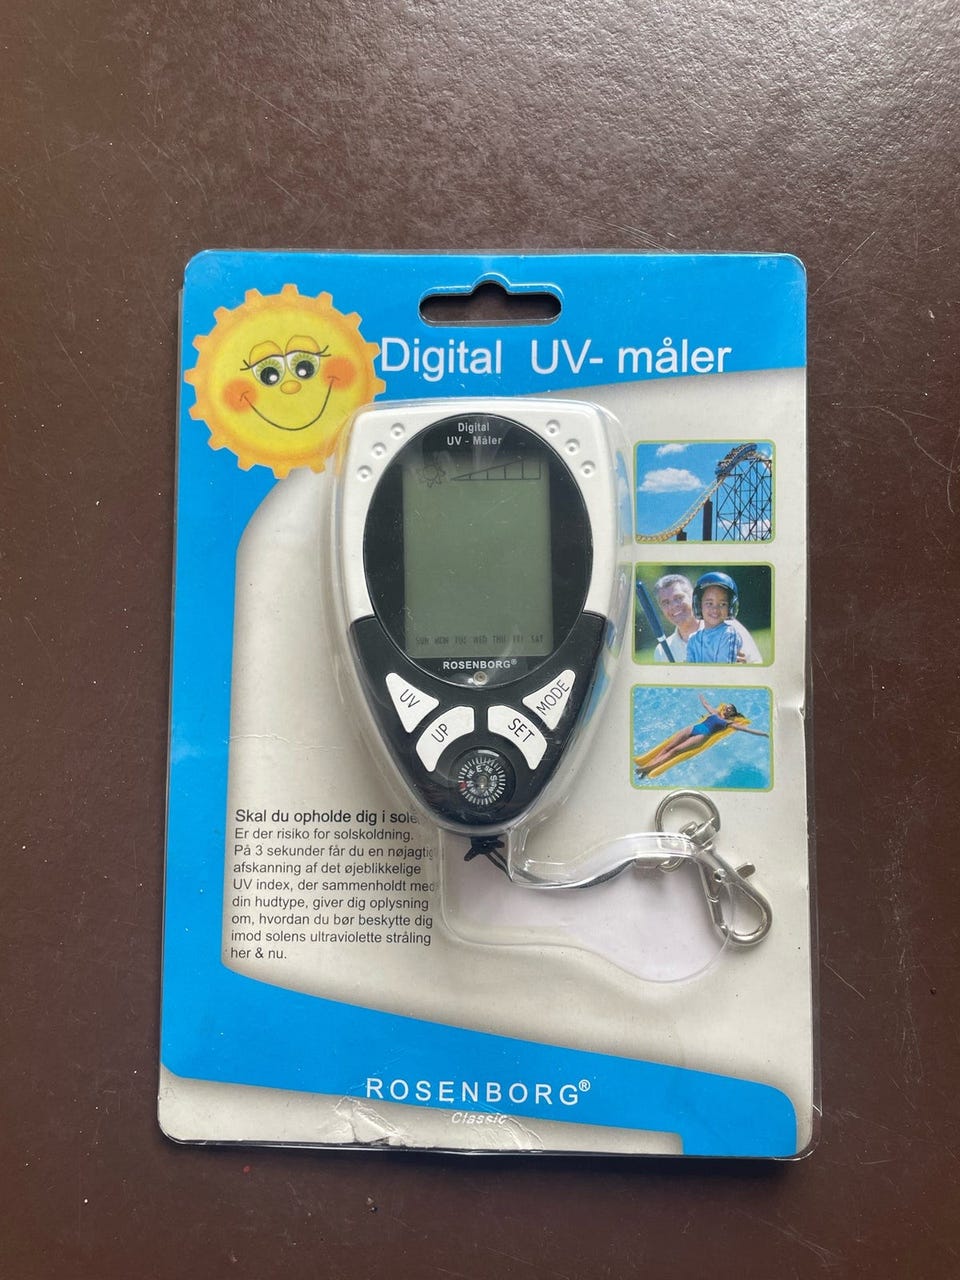 Digital UV- måler
Digital
UV - Måler
SUN MON TUE WED THU FRI SAT
ROSENBORG®
UV
UP
SET
MODE
Skal du opholde dig i
Er der risiko for solskoldning.
På 3 sekunder får du en
afskanning af det øjeblikkelige
UV index, der sammenholdt med
din hudtype, giver dig oplysning
om, hvordan du bør beskytte dig
imod solens ultraviolette stråling
her & nu.
ROSENBORG®
Classic